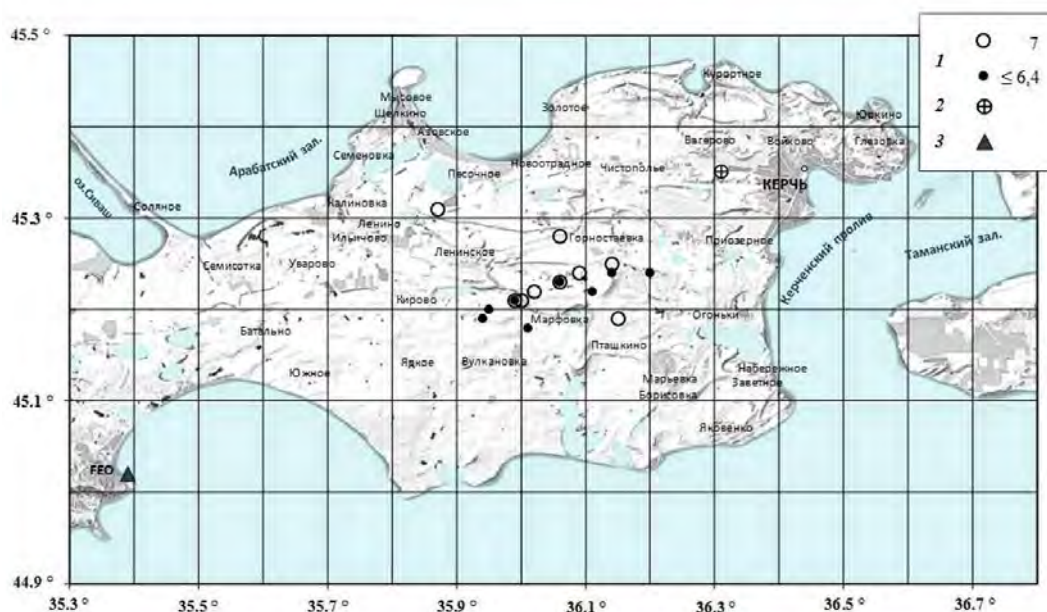 45.5 °
7
1
≤ 6,4
2
3
Курортное
Мысовое
Щелкино
Золотое
Юркино
Азовское
Багерово
Войково
Глазовка
Арабатский зал.
Семеновка
Новоотрадное
Чистополье
Песочное
КЕРЧЬ
оз.Сиваш
Соляное
Калиновка
45.3 °
Ленино
Ильичово
Горностаевка
Приозерное
Керченский пролив
Таманский зал.
Ленинское
Семисотка
Уварово
Кирово
Батально
Марфовка
Огоньки
Пташкино
Южное
Ядкое
Вулкановка
Набережное
Марьевка
Заветное
Борисовка
45.1 °
Яковенко
FEO
44.9 °
35.3 °
35.5 °
35.7 °
35.9 °
36.1 °
36.3 °
36.5 °
36.7 °